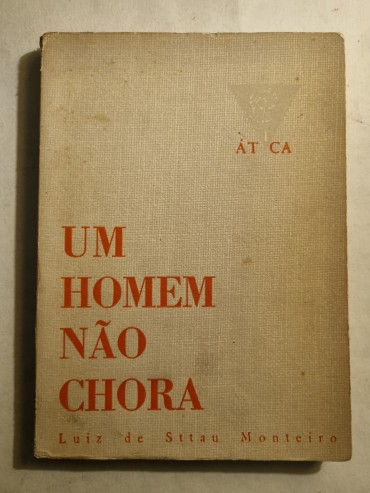 ÁT CA
UM
HOMEM
NÃO
CHORA
Luiz de Sttau Monteiro